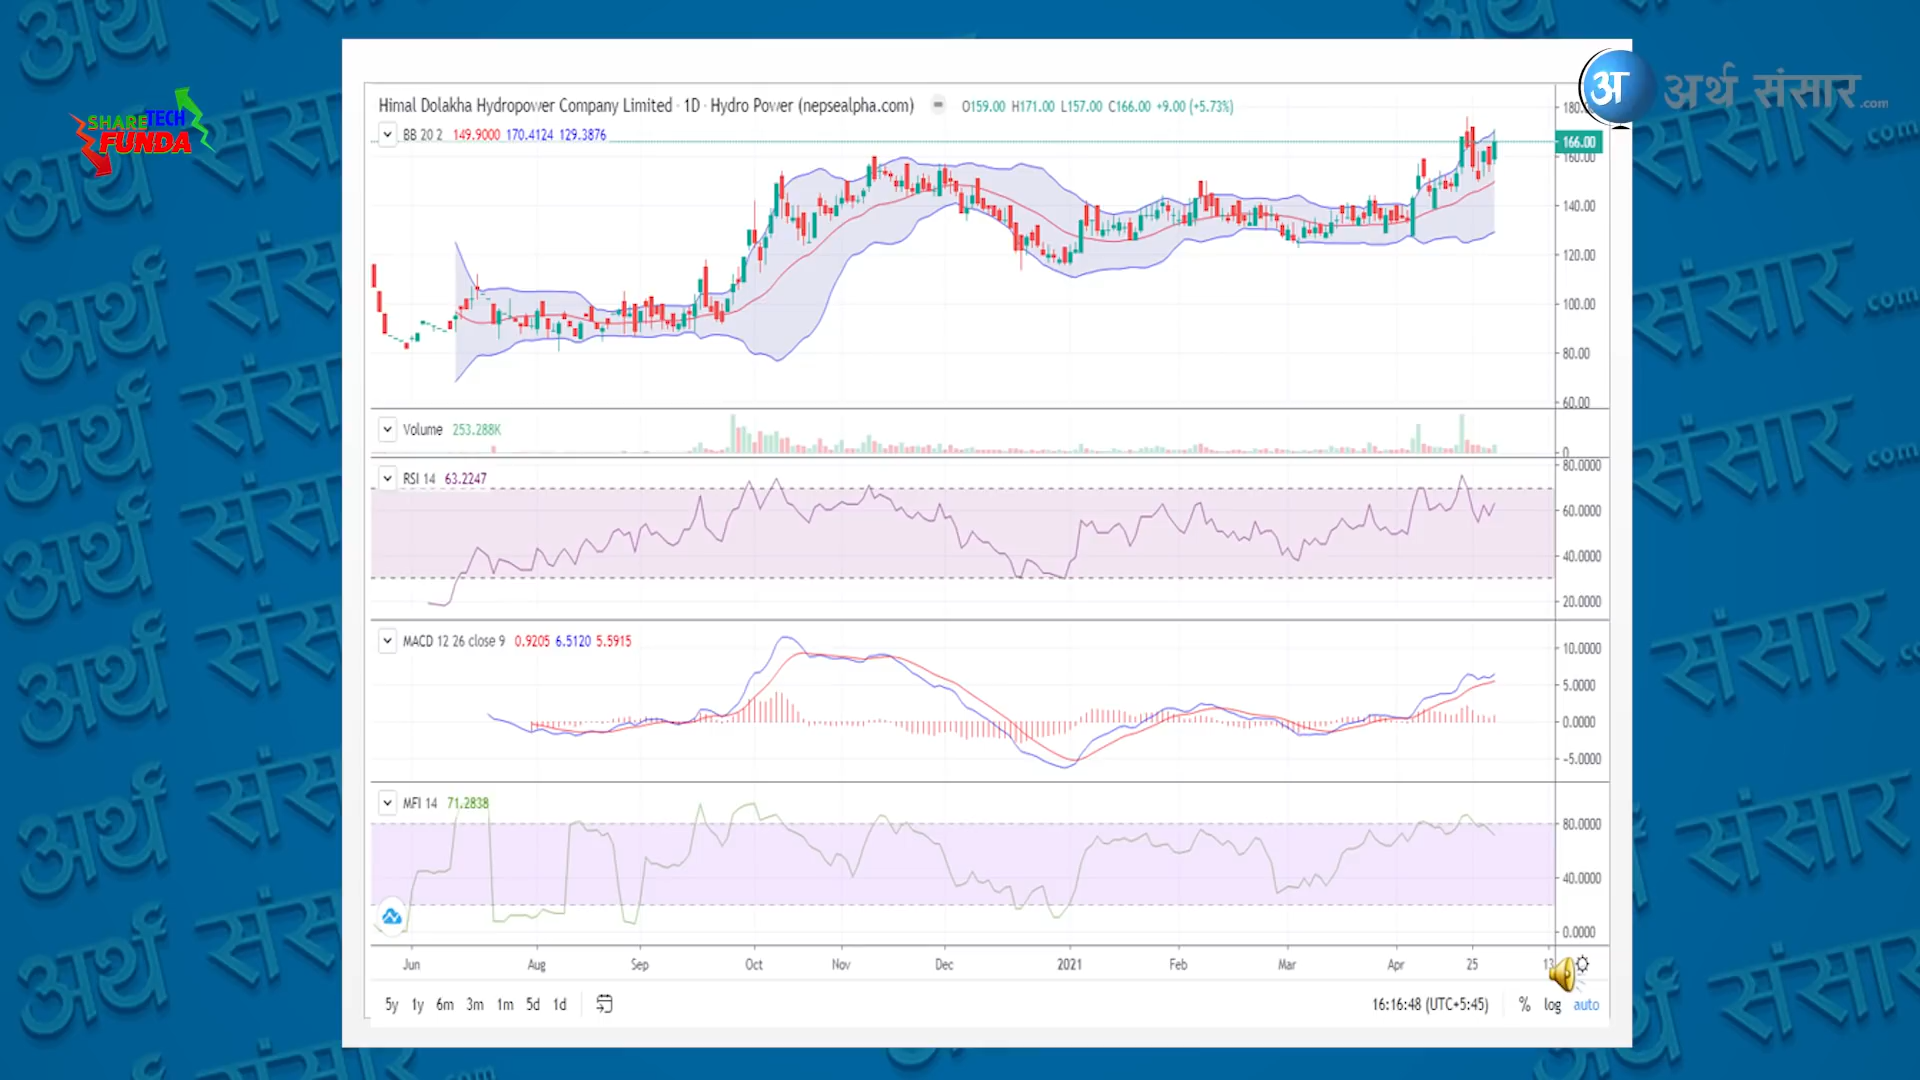 SHARETECH
FUNDA
अ अर्थ संसार.com
Himal Dolakha Hydropower Company Limited · 1D · Hydro Power (nepsealpha.com) O159.00 H171.00 L157.00 C166.00 +9.00 (+5.73%)
BB 20 2 149.9000 170.4124 129.3876
180.00
166.00
160.00
140.00
120.00
100.00
80.00
60.00
Volume 253.288K
0
RSI 14 63.2247
80.0000
60.0000
40.0000
20.0000
MACD 12 26 close 9 0.9205 6.5120 5.5915
10.0000
5.0000
0.0000
-5.0000
MFI 14 71.2838
80.0000
40.0000
0.0000
Jun Aug Sep Oct Nov Dec 2021 Feb Mar Apr 25 13
5y 1y 6m 3m 1m 5d 1d 16:16:48 (UTC+5:45) % log auto